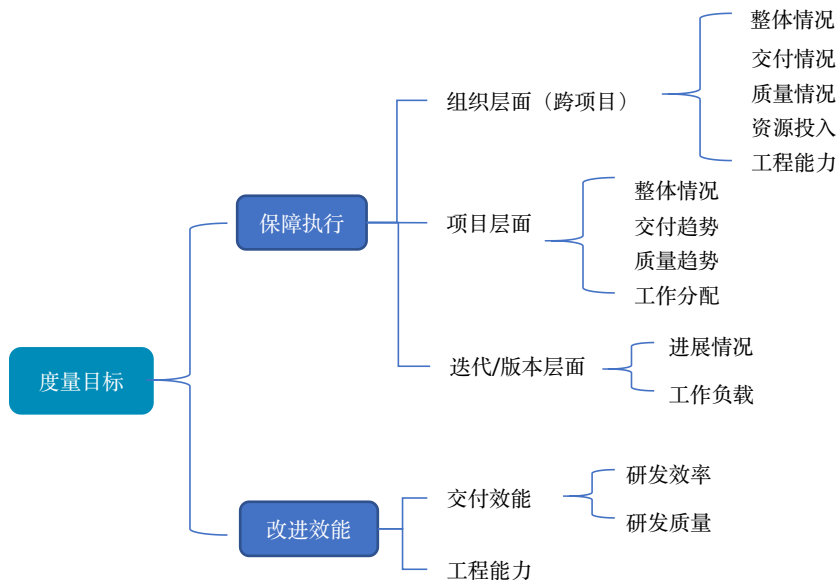 度量目标
保障执行
组织层面（跨项目）
整体情况
交付情况
质量情况
资源投入
工程能力
项目层面
整体情况
交付趋势
质量趋势
工作分配
迭代/版本层面
进展情况
工作负载
改进效能
交付效能
研发效率
研发质量
工程能力